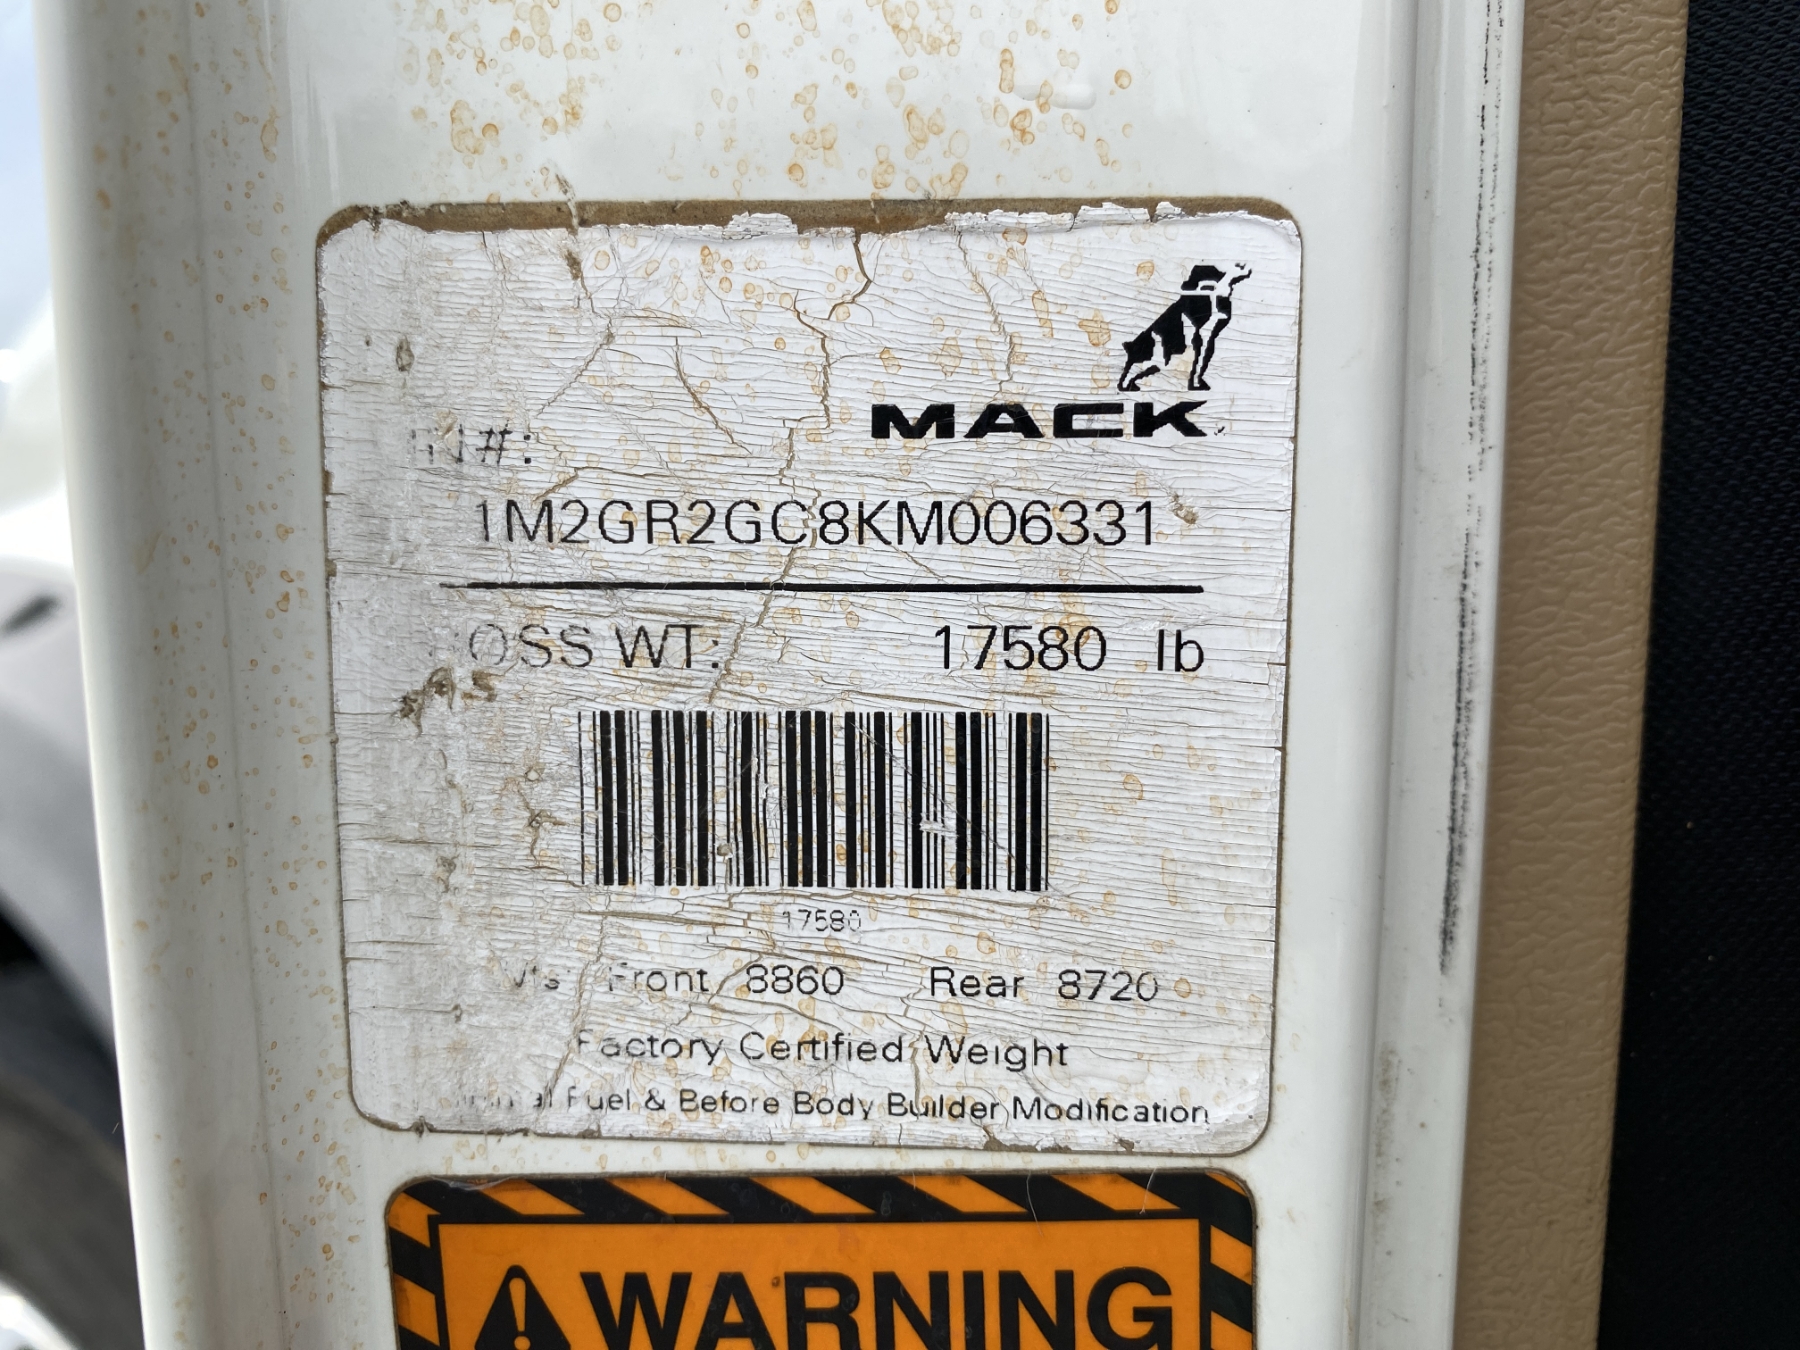 MACK
1M2GR2GC8KM006331
WT: 17580 lb
17580
Front 8860 Rear 8720
Factory Certified Weight
Fuel & Before Body Builder Modification
WARNING